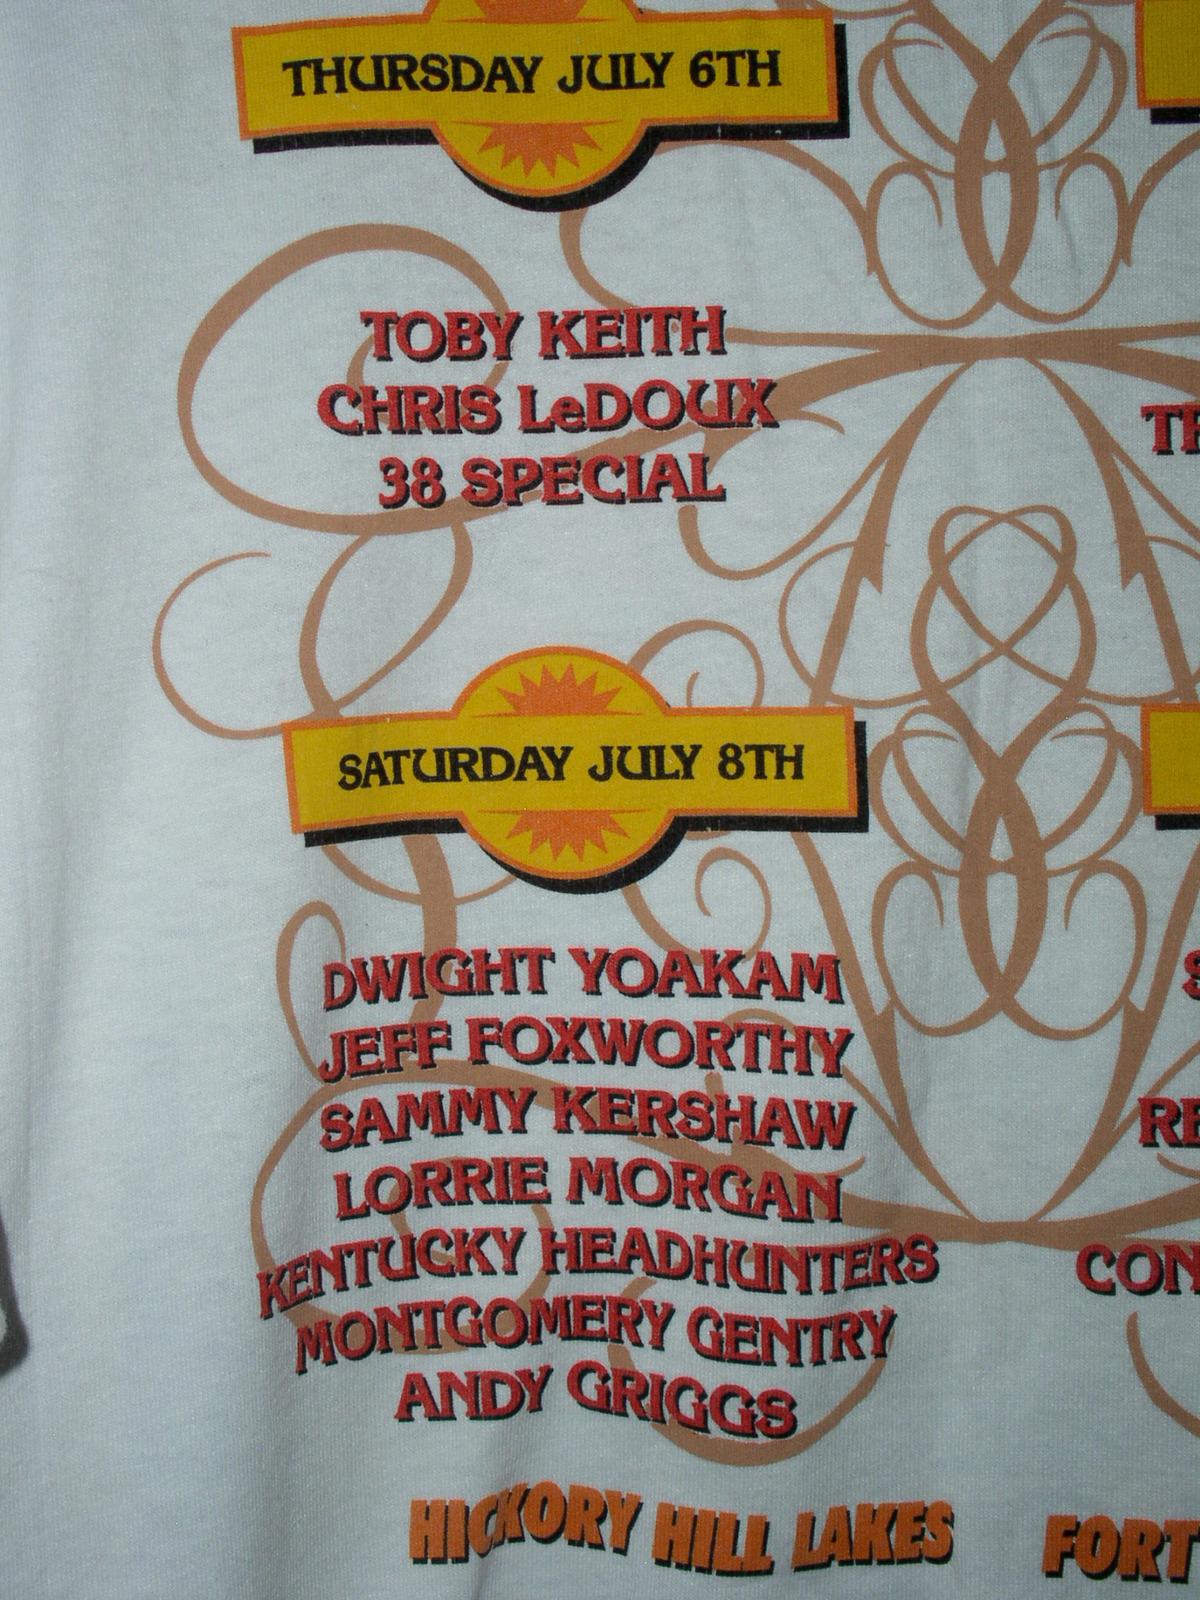 THURSDAY JULY 6TH
TOBY KEITH
CHRIS LeDOUX
38 SPECIAL
SATURDAY JULY 8TH
DWIGHT YOAKAM
JEFF FOXWORTHY
SAMMY KERSHAW
LORRIE MORGAN
KENTUCKY HEADHUNTERS
MONTGOMERY GENTRY
ANDY GRIGGS
HICKORY HILL LAKES FORT